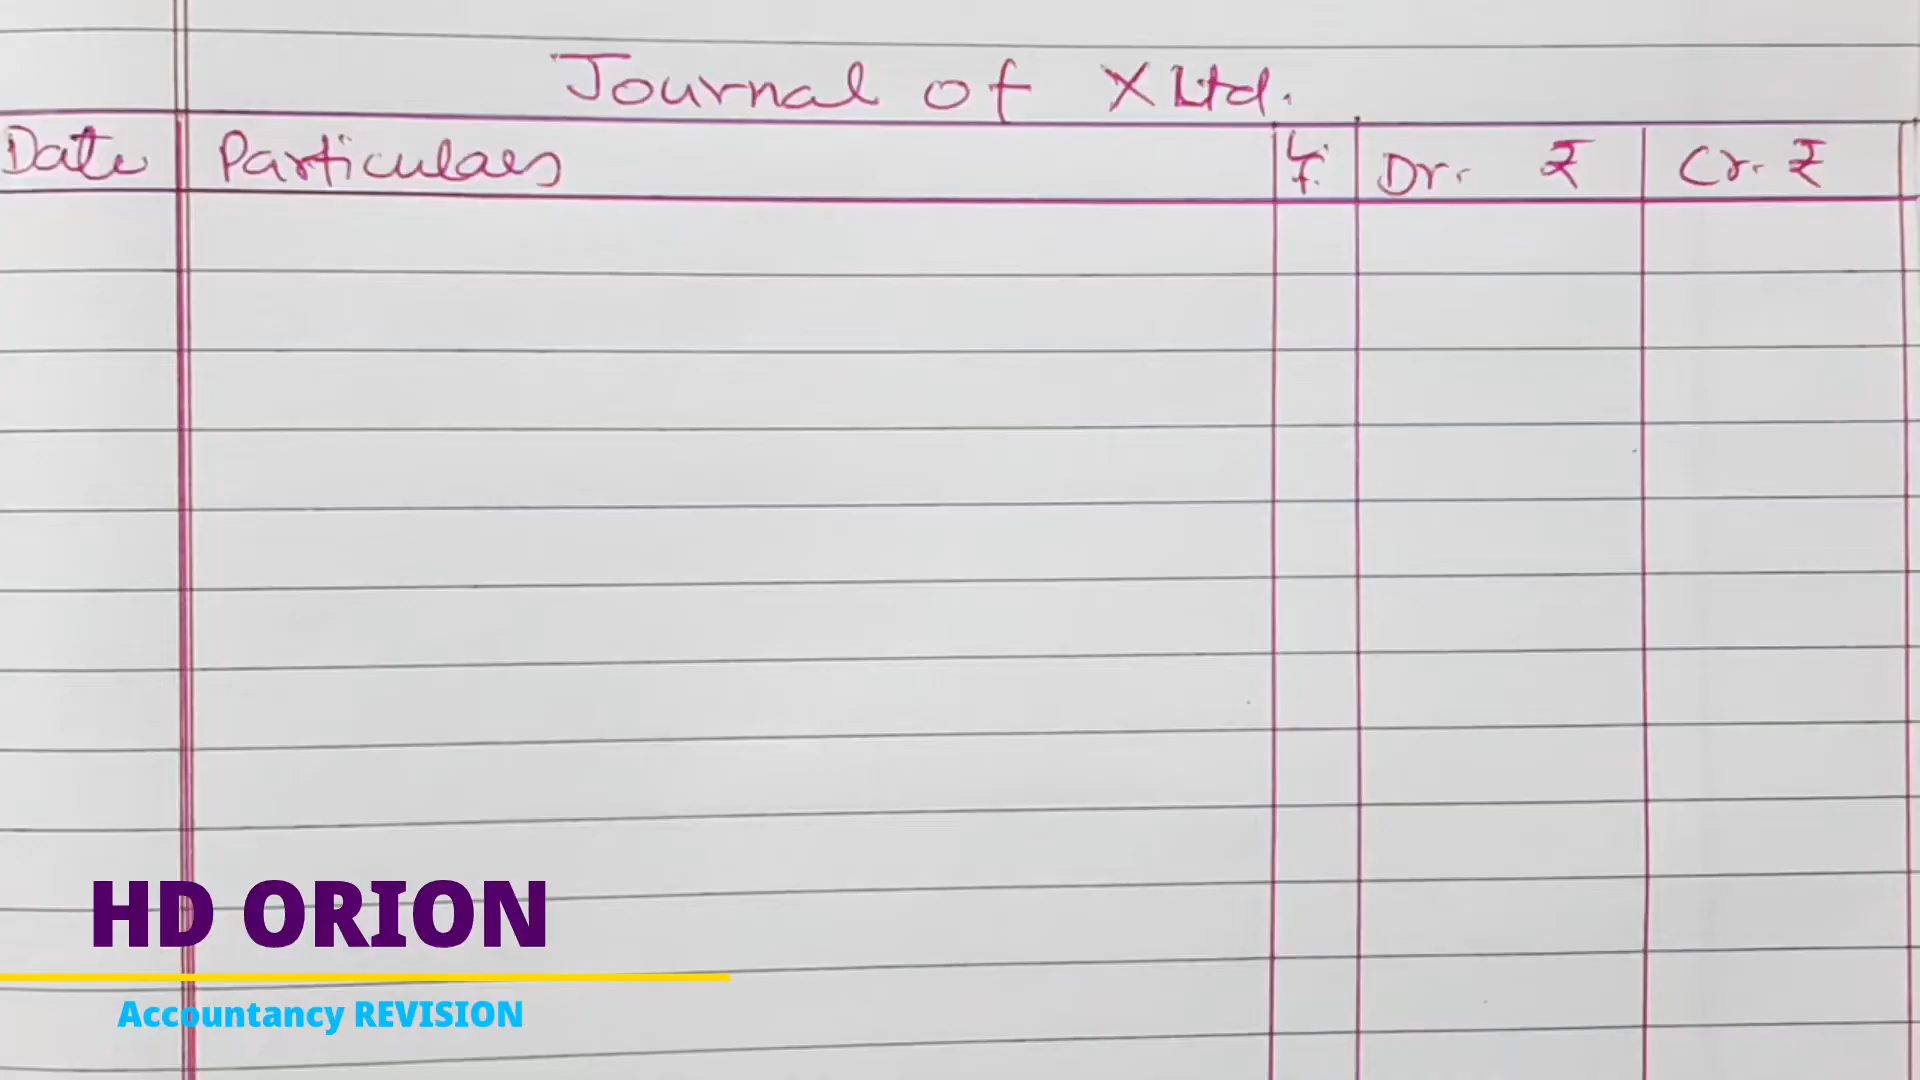 Journal of X Ltd.
Date Particulars L.F. Dr. ₹ Cr. ₹
HD ORION
Accountancy REVISION